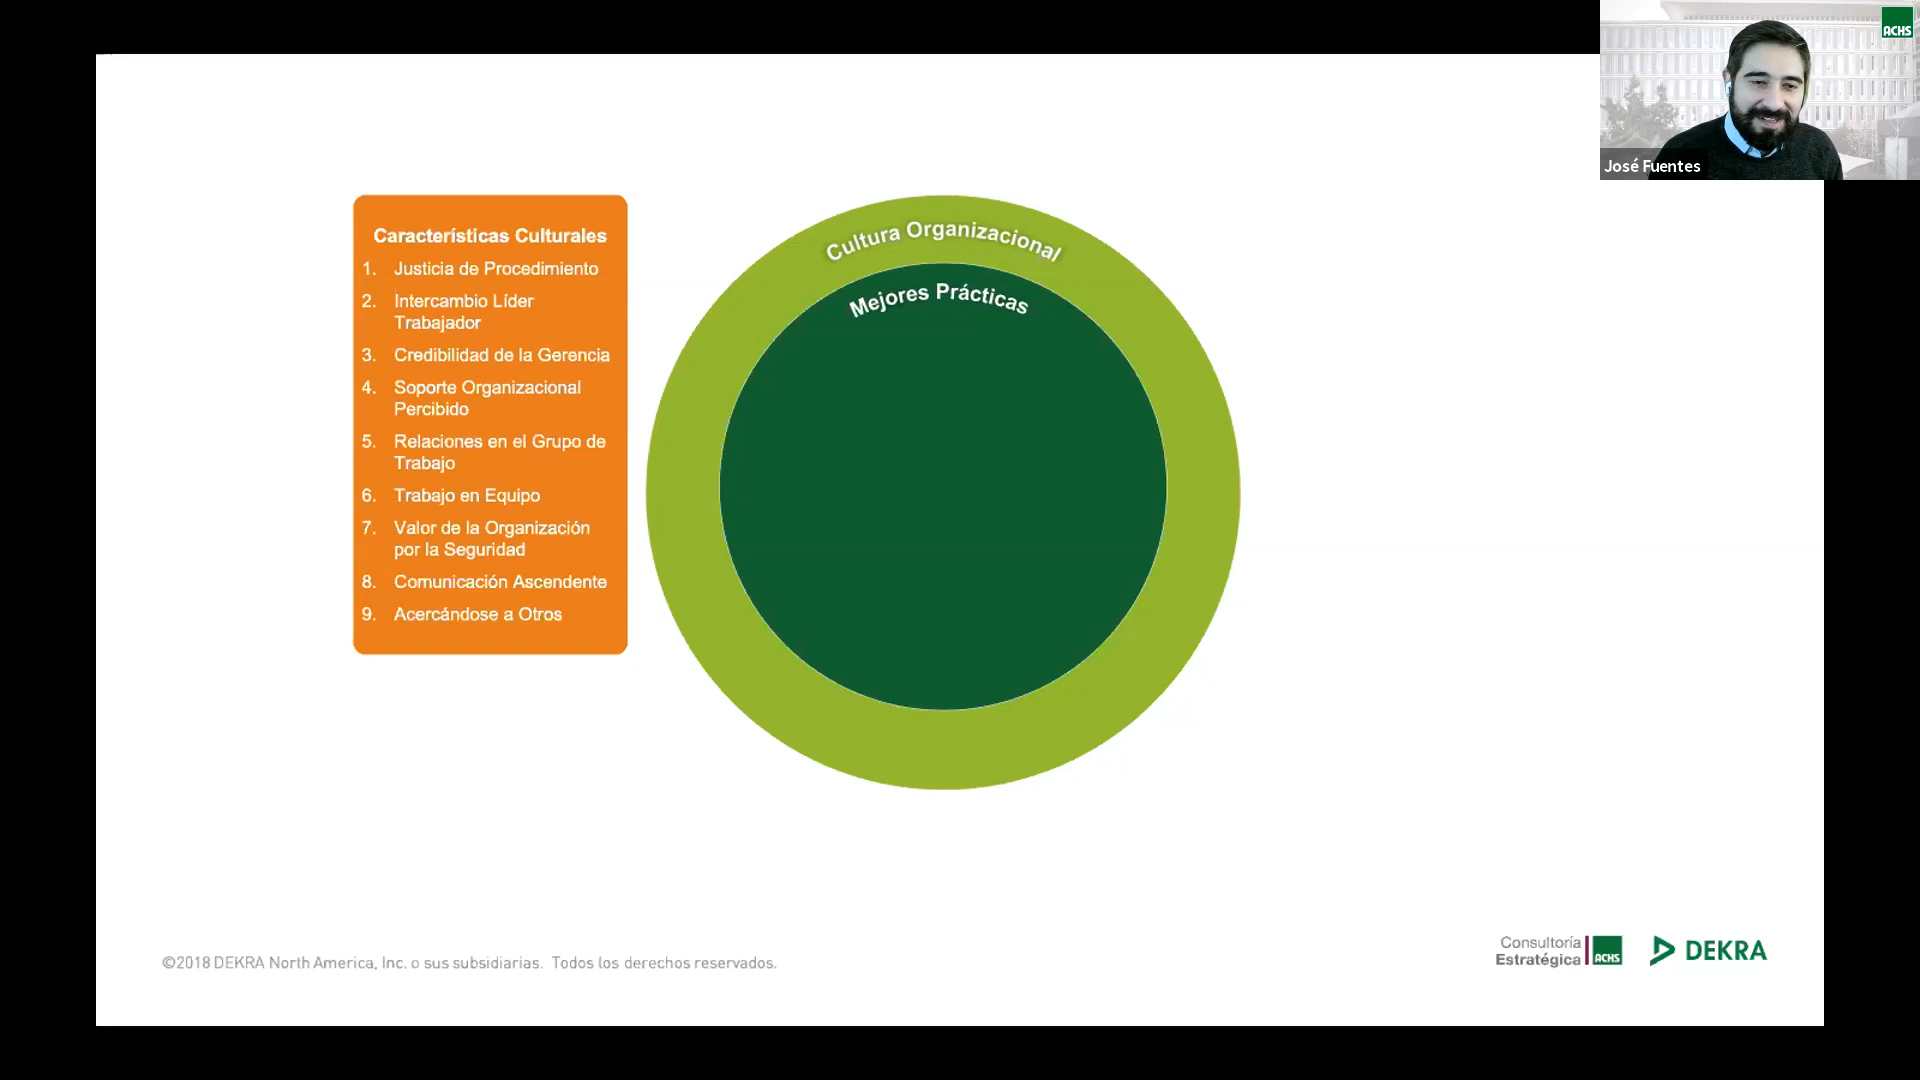 ACHS
José Fuentes
Características Culturales
1. Justicia de Procedimiento
2. Intercambio Líder
Trabajador
3. Credibilidad de la Gerencia
4. Soporte Organizacional
Percibido
5. Relaciones en el Grupo de
Trabajo
6. Trabajo en Equipo
7. Valor de la Organización
por la Seguridad
8. Comunicación Ascendente
9. Acercándose a Otros
Cultura Organizacional
Mejores Prácticas
©2018 DEKRA North America, Inc. o sus subsidiarias. Todos los derechos reservados.
Consultoría
Estratégica
ACHS
DEKRA